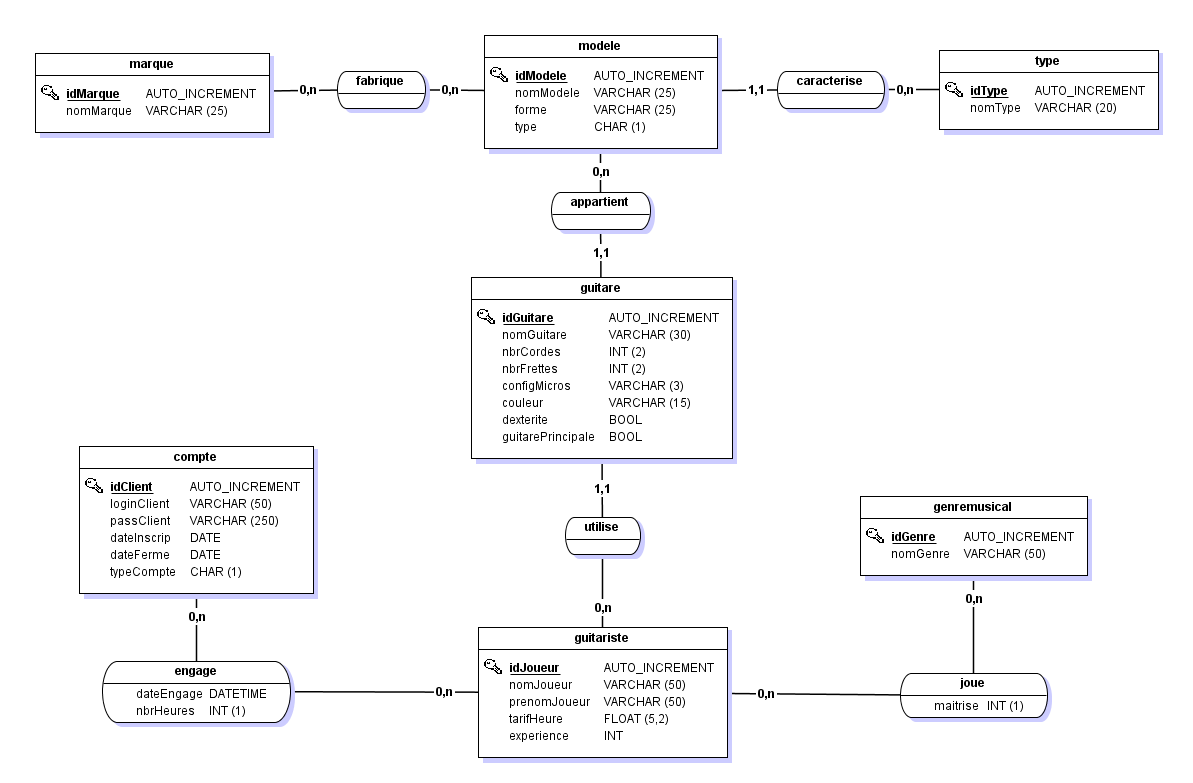 marque
idMarque AUTO_INCREMENT
nomMarque VARCHAR (25)
0,n
fabrique
0,n
modele
idModele AUTO_INCREMENT
nomModele VARCHAR (25)
forme VARCHAR (25)
type CHAR (1)
1,1
caracterise
0,n
type
idType AUTO_INCREMENT
nomType VARCHAR (20)
0,n
appartient
1,1
guitare
idGuitare AUTO_INCREMENT
nomGuitare VARCHAR (30)
nbrCordes INT (2)
nbrFrettes INT (2)
configMicros VARCHAR (3)
couleur VARCHAR (15)
dexterite BOOL
guitarePrincipale BOOL
1,1
utilise
0,n
compte
idClient AUTO_INCREMENT
loginClient VARCHAR (50)
passClient VARCHAR (250)
dateInscrip DATE
dateFerme DATE
typeCompte CHAR (1)
0,n
engage
dateEngage DATETIME
nbrHeures INT (1)
0,n
guitariste
idJoueur AUTO_INCREMENT
nomJoueur VARCHAR (50)
prenomJoueur VARCHAR (50)
tarifHeure FLOAT (5,2)
experience INT
0,n
genremusical
idGenre AUTO_INCREMENT
nomGenre VARCHAR (50)
0,n
joue
maitrise INT (1)